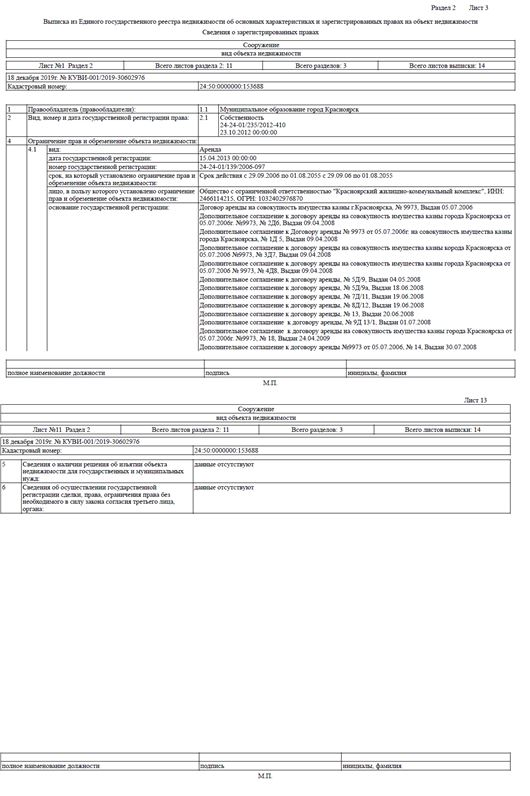 Раздел 2 Лист 3
Выписка из Единого государственного реестра недвижимости об основных характеристиках и зарегистрированных правах на объект недвижимости
Сведения о зарегистрированных правах
Сооружение
вид объекта недвижимости
Лист №1 Раздел 2 Всего листов раздела 2: 11 Всего разделов: 3 Всего листов выписки: 14
18 декабря 2019г. № КУВИ-001/2019-30602976
Кадастровый номер: 24:50:0000000:153688
1 Правообладатель (правообладатели): 1.1 Муниципальное образование город Красноярск
2 Вид, номер и дата государственной регистрации права: 2.1 Собственность
24-24-01/235/2012-410
23.10.2012 00:00:00
4 Ограничение прав и обременение объекта недвижимости:
4.1 вид: Аренда
дата государственной регистрации: 15.04.2013 00:00:00
номер государственной регистрации: 24-24-01/139/2006-097
срок, на который установлено ограничение прав и обременение объекта недвижимости: Срок действия с 29.09.2006 по 01.08.2055 с 29.09.06 по 01.08.2055
лицо, в пользу которого установлено ограничение прав и обременение объекта недвижимости: Общество с ограниченной ответственностью "Красноярский жилищно-коммунальный комплекс", ИНН:
2466114215, ОГРН: 1032402976870
основание государственной регистрации: Договор аренды на совокупность имущества казны г.Красноярска, № 9973, Выдан 05.07.2006
Дополнительное соглашение к договору аренды на совокупность имущества казны города Красноярска от
05.07.2006г. №9973, № 2Д6, Выдан 09.04.2008
Дополнительное соглашение к Договору аренды № 9973 от 05.07.2006г. на совокупность имущества казны
города Красноярска, № 1Д 5, Выдан 09.04.2008
Дополнительное соглашение к договору аренды на совокупность имущества казны города Красноярска от
05.07.2006 №9973, № 3Д7, Выдан 09.04.2008
Дополнительное соглашение к договору аренды на совокупность имущества казны города Красноярска от
05.07.2006 № 9973, № 4Д8, Выдан 09.04.2008
Дополнительное соглашение к договору аренды, № 5Д/9, Выдан 04.05.2008
Дополнительное соглашение к договору аренды, № 5Д/9а, Выдан 18.06.2008
Дополнительное соглашение к договору аренды, № 7Д/11, Выдан 19.06.2008
Дополнительное соглашение к договору аренды, № 8Д/12, Выдан 19.06.2008
Дополнительное соглашение к договору аренды, № 13, Выдан 20.06.2008
Дополнительное соглашение к договору аренды, № 9Д 13/1, Выдан 01.07.2008
Дополнительное соглашение к договору аренды на совокупность имущества казны города Красноярска от
05.07.2006г. №9973, № 18, Выдан 24.04.2009
Дополнительное соглашение к договору аренды №9973 от 05.07.2006, № 14, Выдан 30.07.2008
полное наименование должности подпись инициалы, фамилия
М.П.
Лист 13
Сооружение
вид объекта недвижимости
Лист №11 Раздел 2 Всего листов раздела 2: 11 Всего разделов: 3 Всего листов выписки: 14
18 декабря 2019г. № КУВИ-001/2019-30602976
Кадастровый номер: 24:50:0000000:153688
5 Сведения о наличии решения об изъятии объекта
недвижимости для государственных и муниципальных
нужд: данные отсутствуют
6 Сведения об осуществлении государственной
регистрации сделки, права, ограничения права без
необходимого в силу закона согласия третьего лица,
органа: данные отсутствуют
полное наименование должности подпись инициалы, фамилия
М.П.